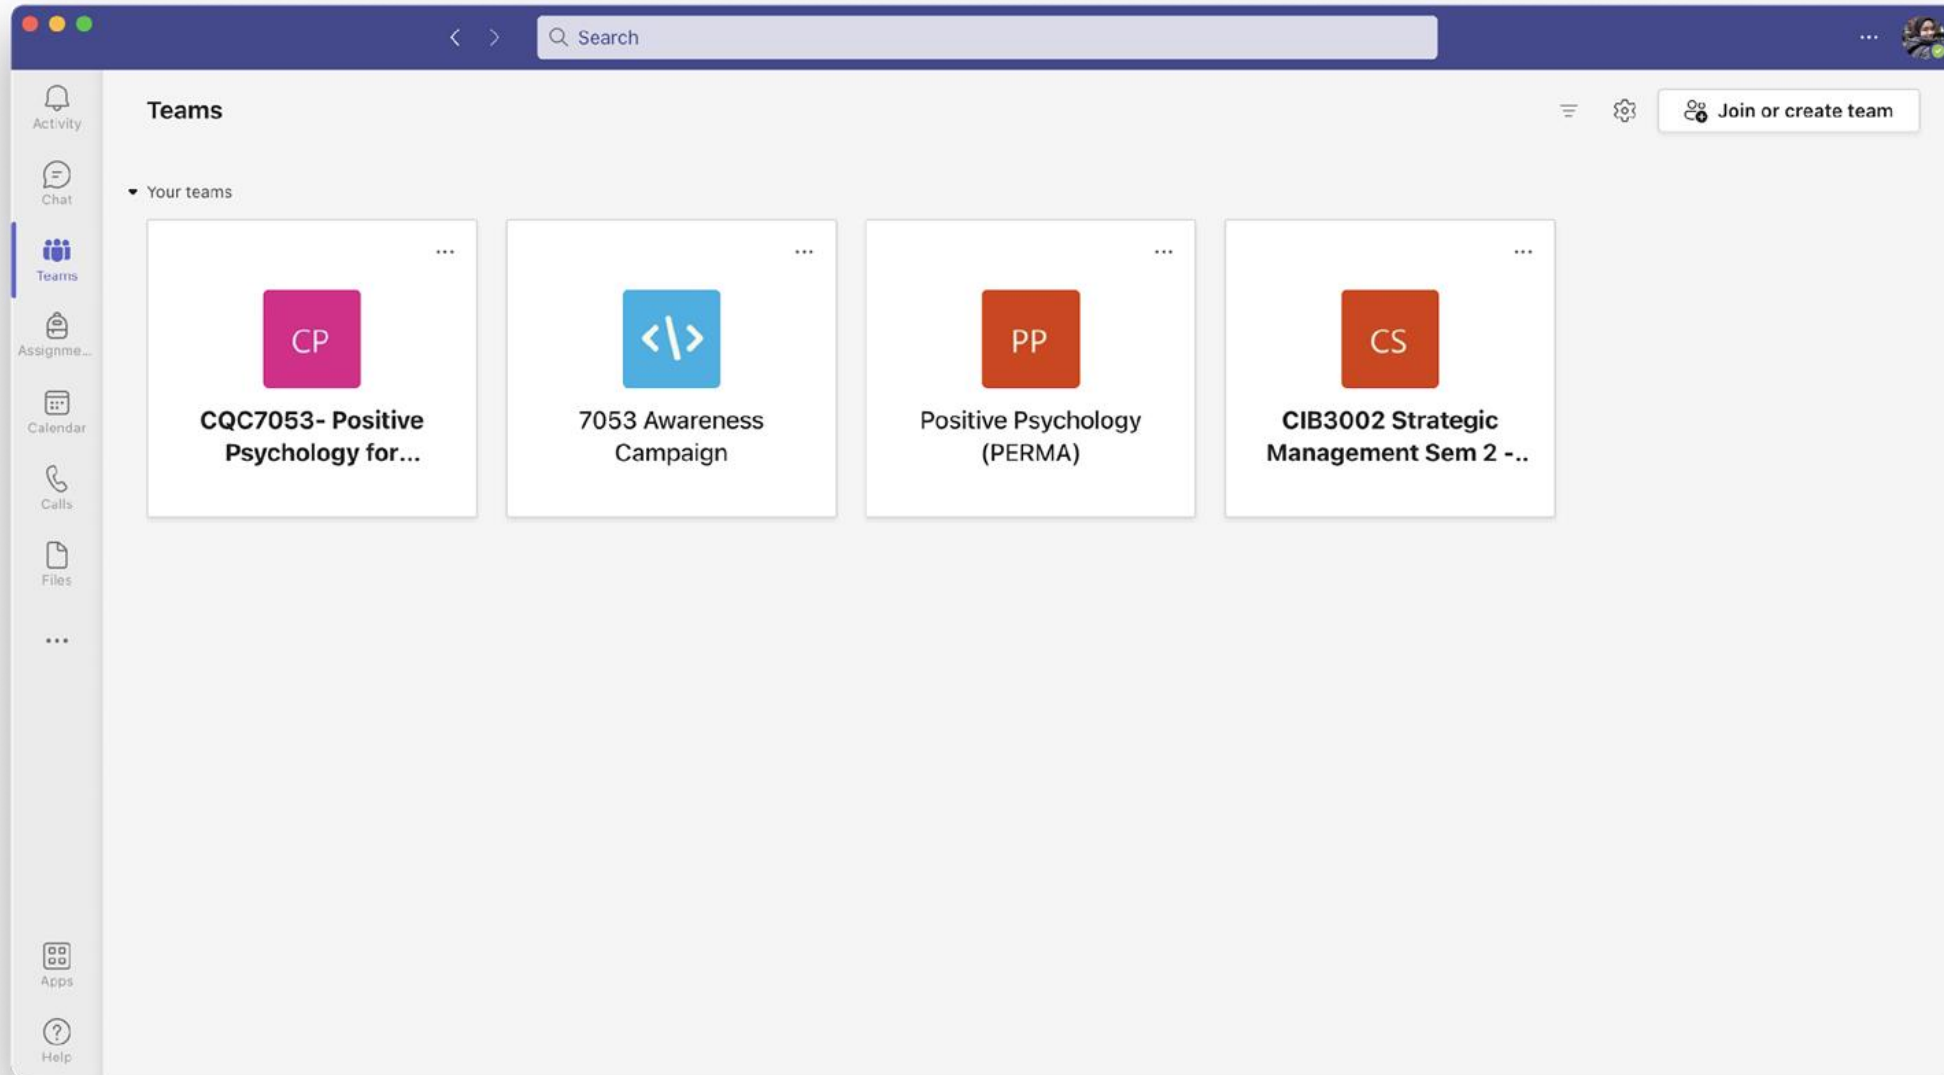 Search
Activity
Chat
Teams
Assignme...
Calendar
Calls
Files
Apps
Help
Teams
Join or create team
Your teams
CP
CQC7053- Positive
Psychology for...
7053 Awareness
Campaign
PP
Positive Psychology
(PERMA)
CS
CIB3002 Strategic
Management Sem 2 -..